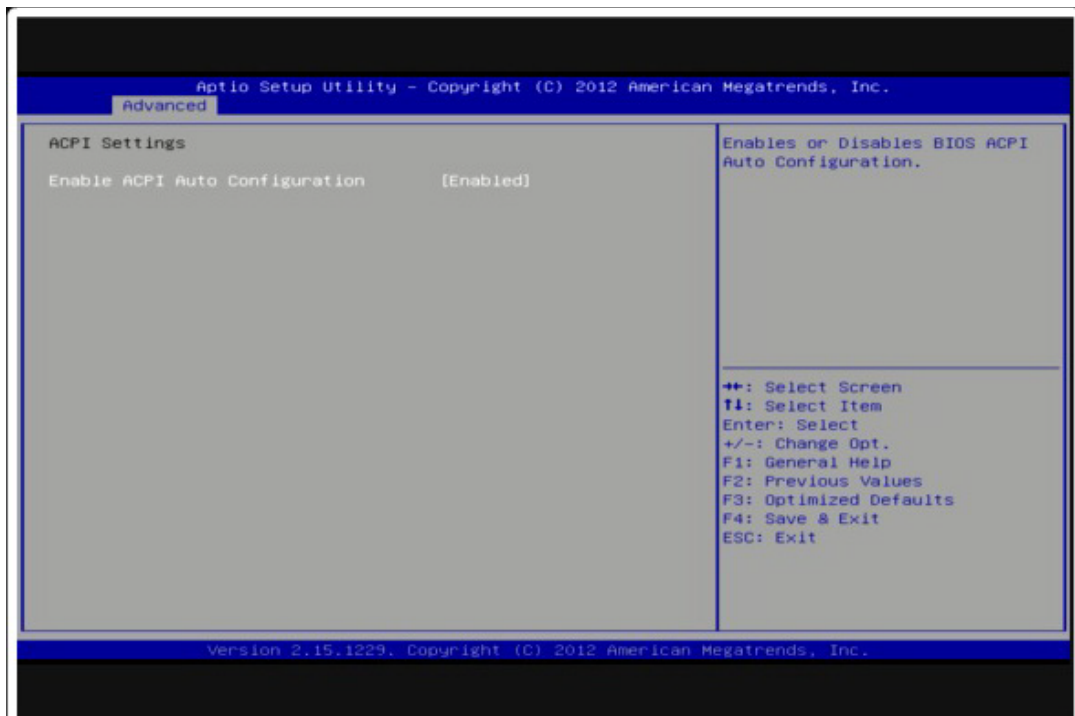 Aptio Setup Utility – Copyright (C) 2012 American Megatrends, Inc.
Advanced
ACPI Settings
Enable ACPI Auto Configuration [Enabled]
Enables or Disables BIOS ACPI
Auto Configuration.
→←: Select Screen
↑↓: Select Item
Enter: Select
+/-: Change Opt.
F1: General Help
F2: Previous Values
F3: Optimized Defaults
F4: Save & Exit
ESC: Exit
Version 2.15.1229. Copyright (C) 2012 American Megatrends, Inc.